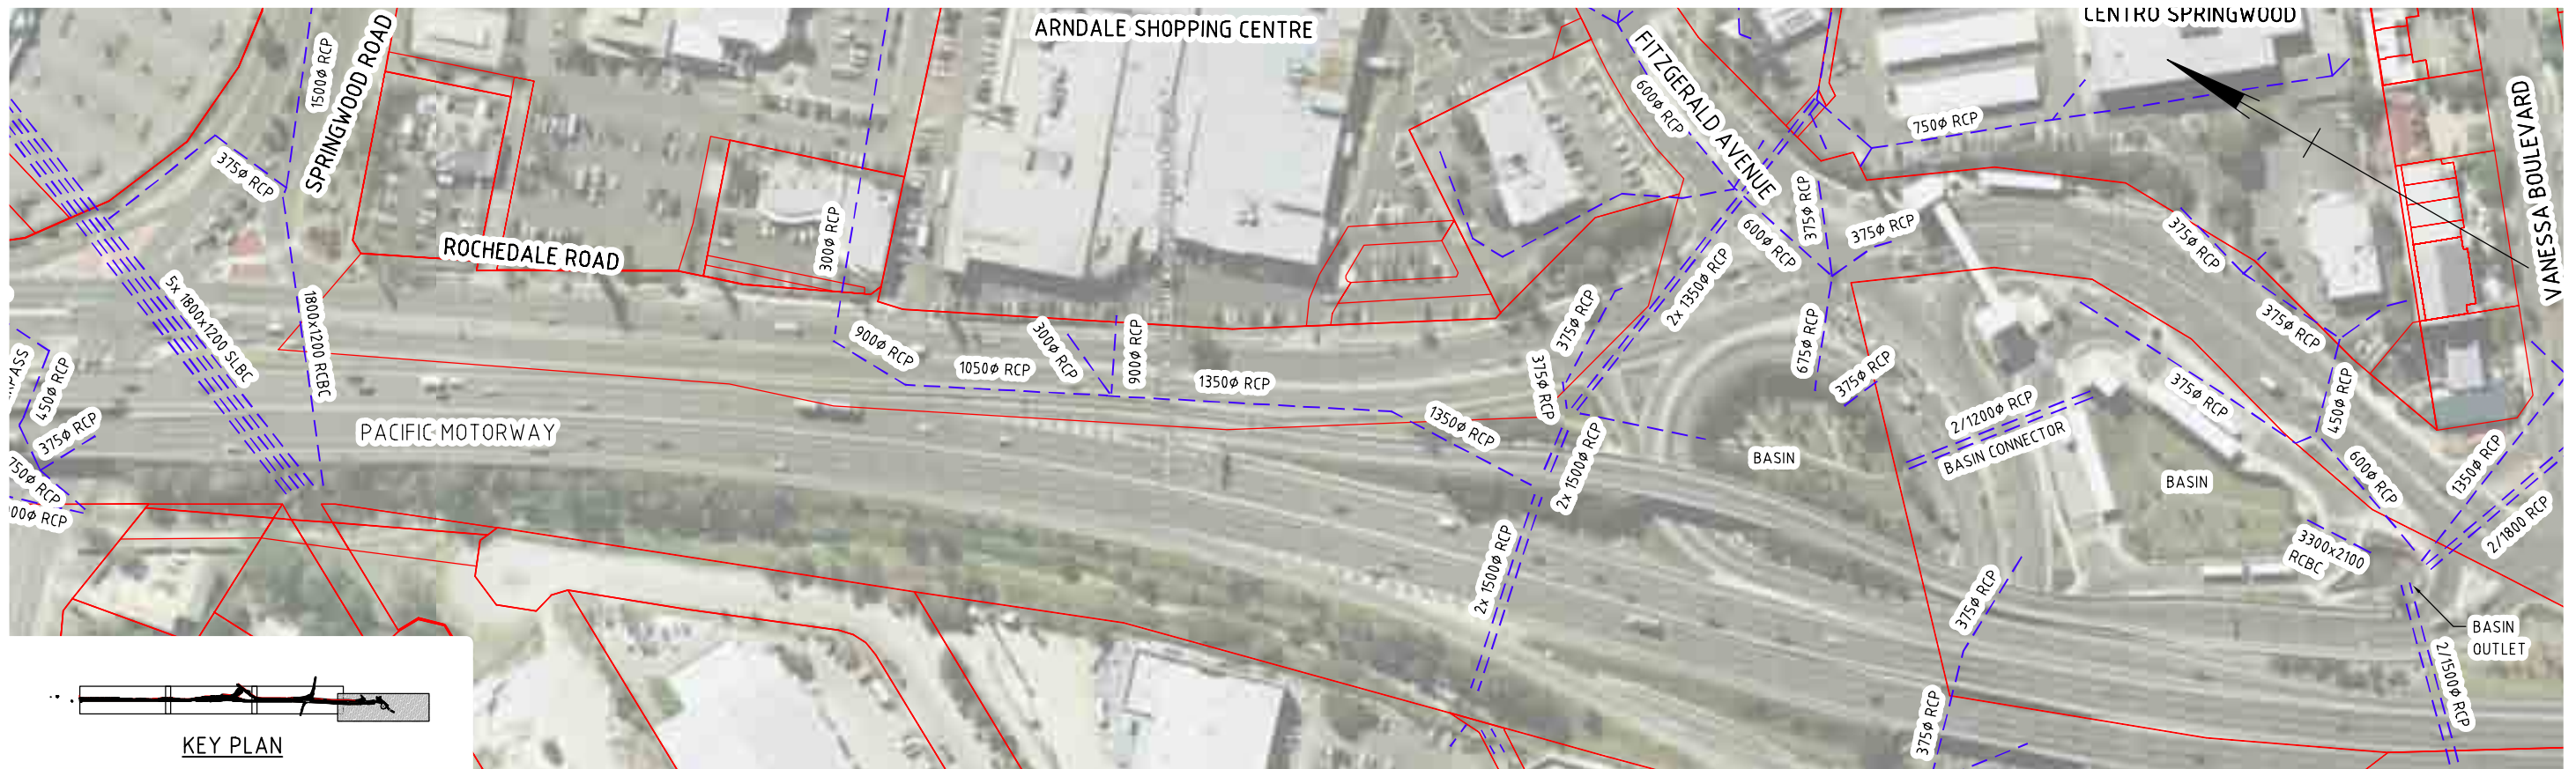 ARNDALE SHOPPING CENTRE
CENTRO SPRINGWOOD
SPRINGWOOD ROAD
1500Ø RCP
375Ø RCP
ROCHEDALE ROAD
300Ø RCP
FITZGERALD AVENUE
600Ø RCP
750Ø RCP
VANESSA BOULEVARD
375Ø RCP
375Ø RCP
600Ø RCP
375Ø RCP
375Ø RCP
5x 1800x1200 SLBC
1800x1200 RCBC
2x 1350Ø RCP
375Ø RCP
900Ø RCP
300Ø RCP
900Ø RCP
1050Ø RCP
1350Ø RCP
375Ø RCP
675Ø RCP
375Ø RCP
375Ø RCP
450Ø RCP
450Ø RCP
375Ø RCP
PACIFIC MOTORWAY
1350Ø RCP
2x 1500Ø RCP
2/1200Ø RCP
BASIN CONNECTOR
BASIN
BASIN
600Ø RCP
1350Ø RCP
2/1800 RCP
750Ø RCP
00Ø RCP
3300x2100
RCBC
2x 1500Ø RCP
375Ø RCP
375Ø RCP
BASIN
OUTLET
2/1500Ø RCP
KEY PLAN